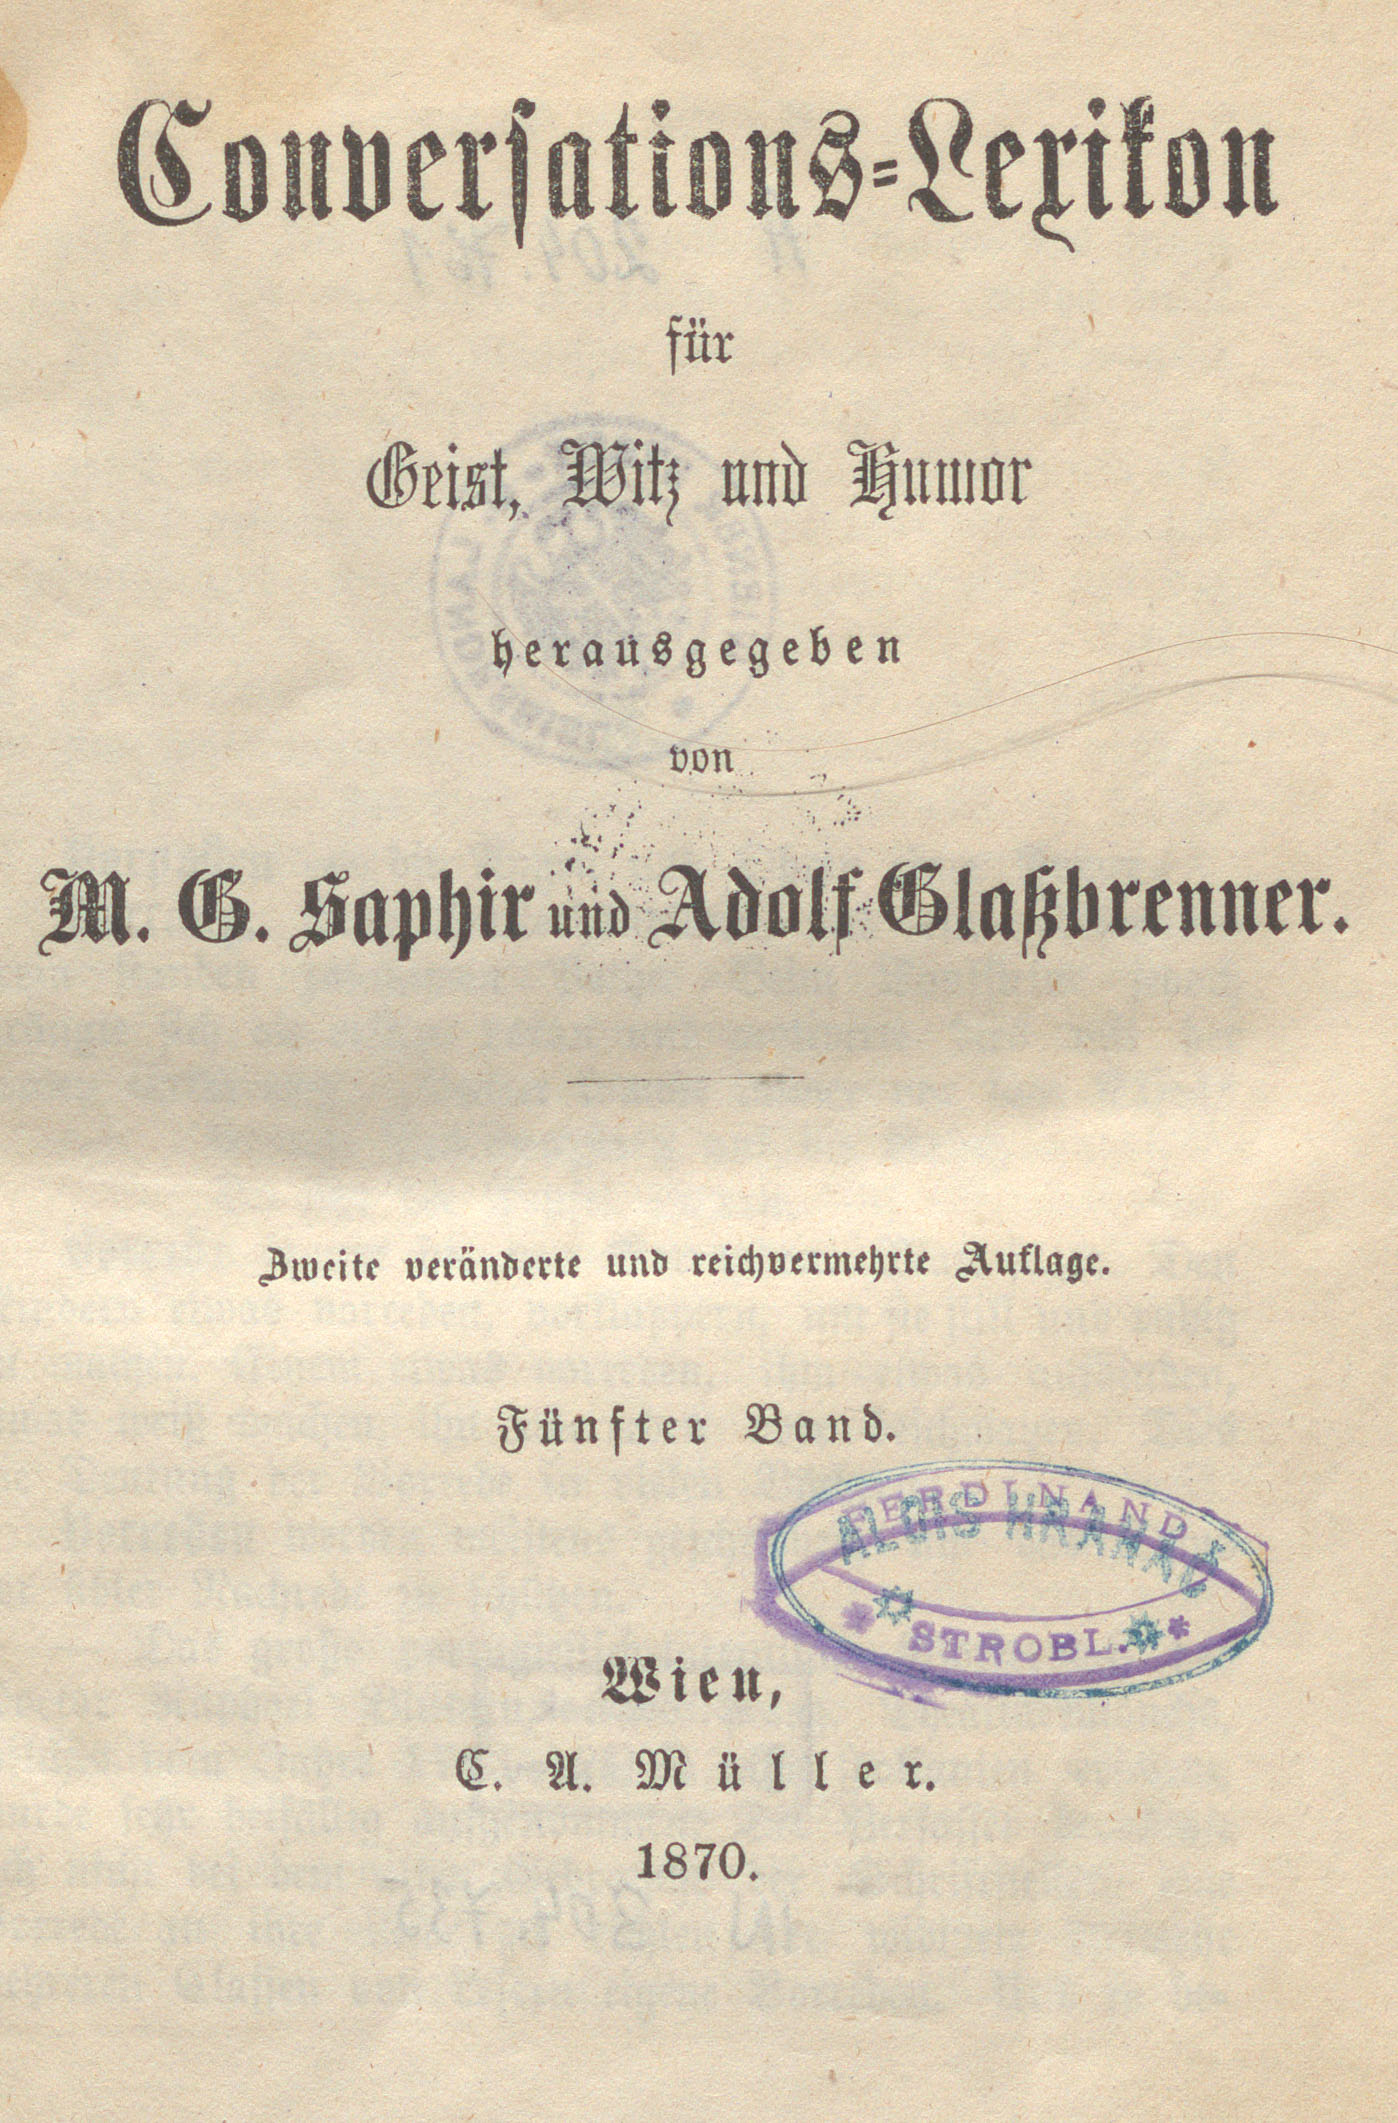 Conversations-Lexikon
für
Geist, Witz und Humor
herausgegeben
von
M. G. Saphir und Adolf Glaßbrenner.
Zweite veränderte und reichvermehrte Auflage.
Fünfter Band.
FERDINAND
ALOIS
STROBL.
Wien,
C. A. Müller.
1870.